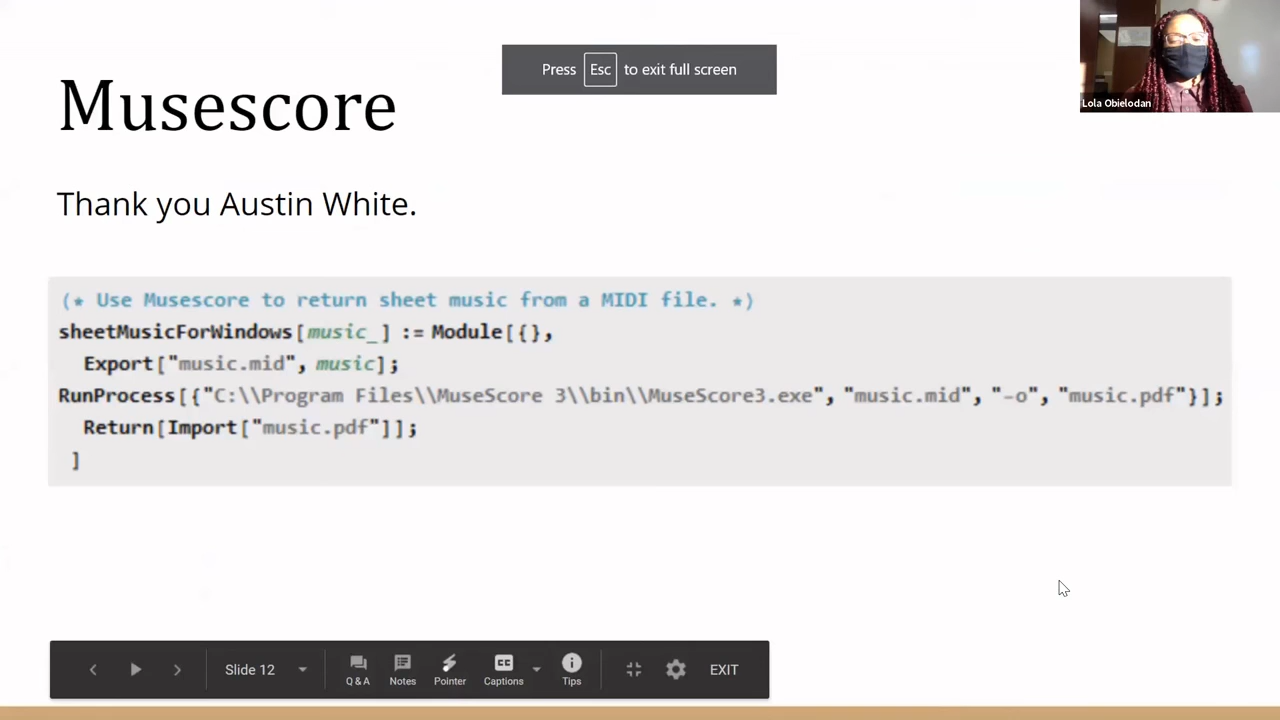 Press Esc to exit full screen
Lola Obielodan
Musescore
Thank you Austin White.
(* Use Musescore to return sheet music from a MIDI file. *)
sheetMusicForWindows[music_] := Module[{},
Export["music.mid", music];
RunProcess[{"C:\\Program Files\\MuseScore 3\\bin\\MuseScore3.exe", "music.mid", "-o", "music.pdf"}];
Return[Import["music.pdf"]];
]
Slide 12
Q & A
Notes
Pointer
CC
Captions
Tips
EXIT